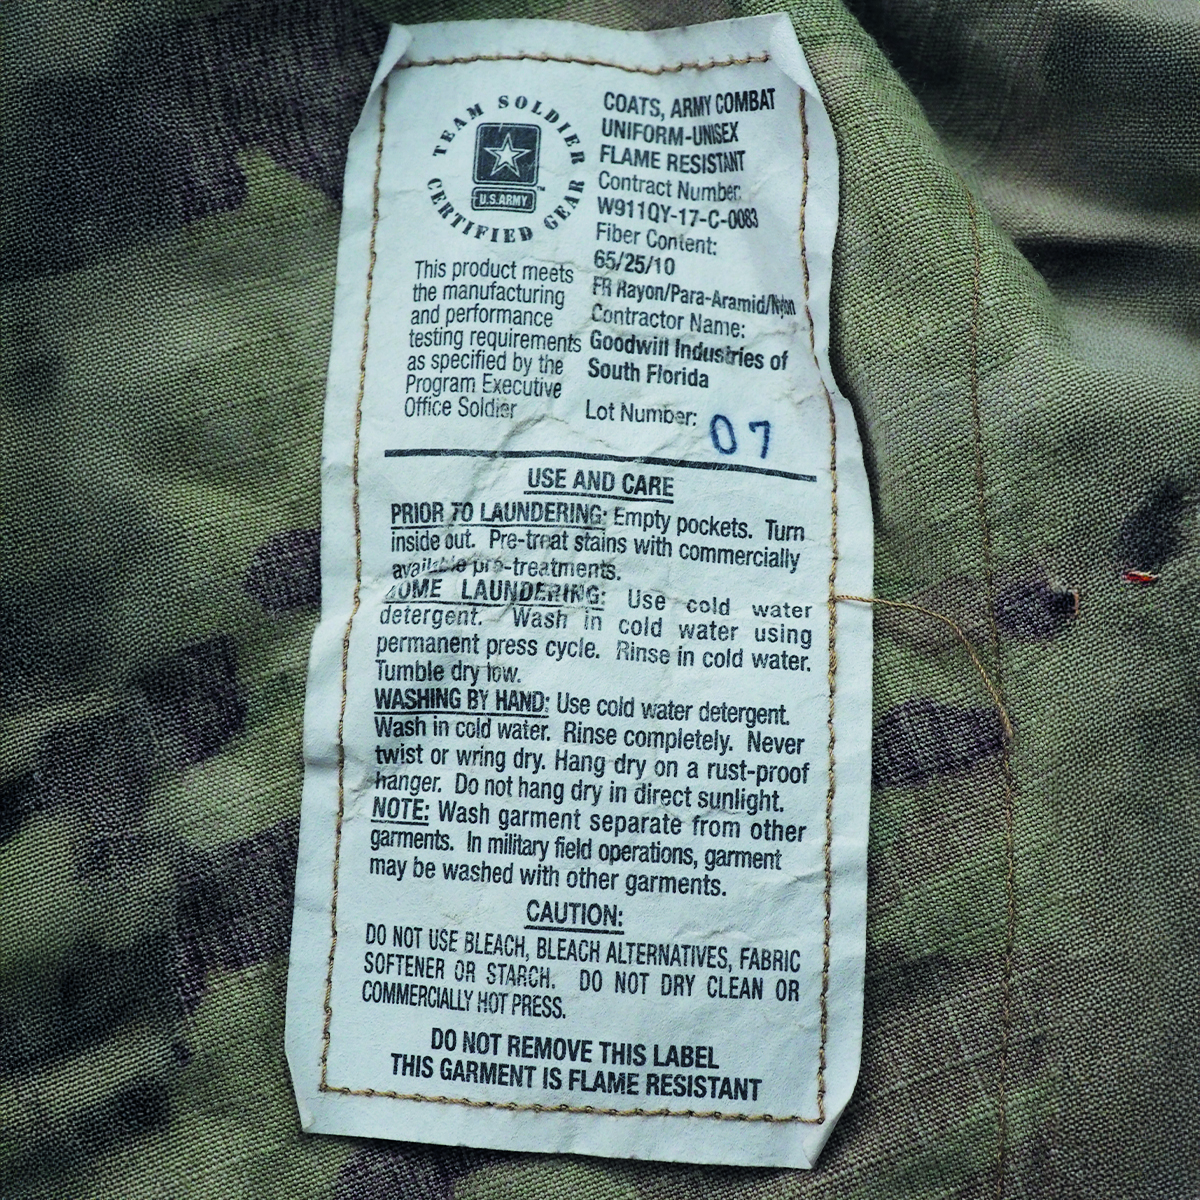 TEAM SOLDIER
CERTIFIED GEAR
U.S.ARMY
TM
This product meets
the manufacturing
and performance
testing requirements
as specified by the
Program Executive
Office Soldier
COATS, ARMY COMBAT
UNIFORM-UNISEX
FLAME RESISTANT
Contract Number:
W911QY-17-C-0083
Fiber Content:
65/25/10
FR Rayon/Para-Aramid/Nylon
Contractor Name:
Goodwill Industries of
South Florida
Lot Number: 07
USE AND CARE
PRIOR TO LAUNDERING: Empty pockets. Turn
inside out. Pre-treat stains with commercially
available pre-treatments.
HOME LAUNDERING: Use cold water
detergent. Wash in cold water using
permanent press cycle. Rinse in cold water.
Tumble dry low.
WASHING BY HAND: Use cold water detergent.
Wash in cold water. Rinse completely. Never
twist or wring dry. Hang dry on a rust-proof
hanger. Do not hang dry in direct sunlight.
NOTE: Wash garment separate from other
garments. In military field operations, garment
may be washed with other garments.
CAUTION:
DO NOT USE BLEACH, BLEACH ALTERNATIVES, FABRIC
SOFTENER OR STARCH. DO NOT DRY CLEAN OR
COMMERCIALLY HOT PRESS.
DO NOT REMOVE THIS LABEL
THIS GARMENT IS FLAME RESISTANT